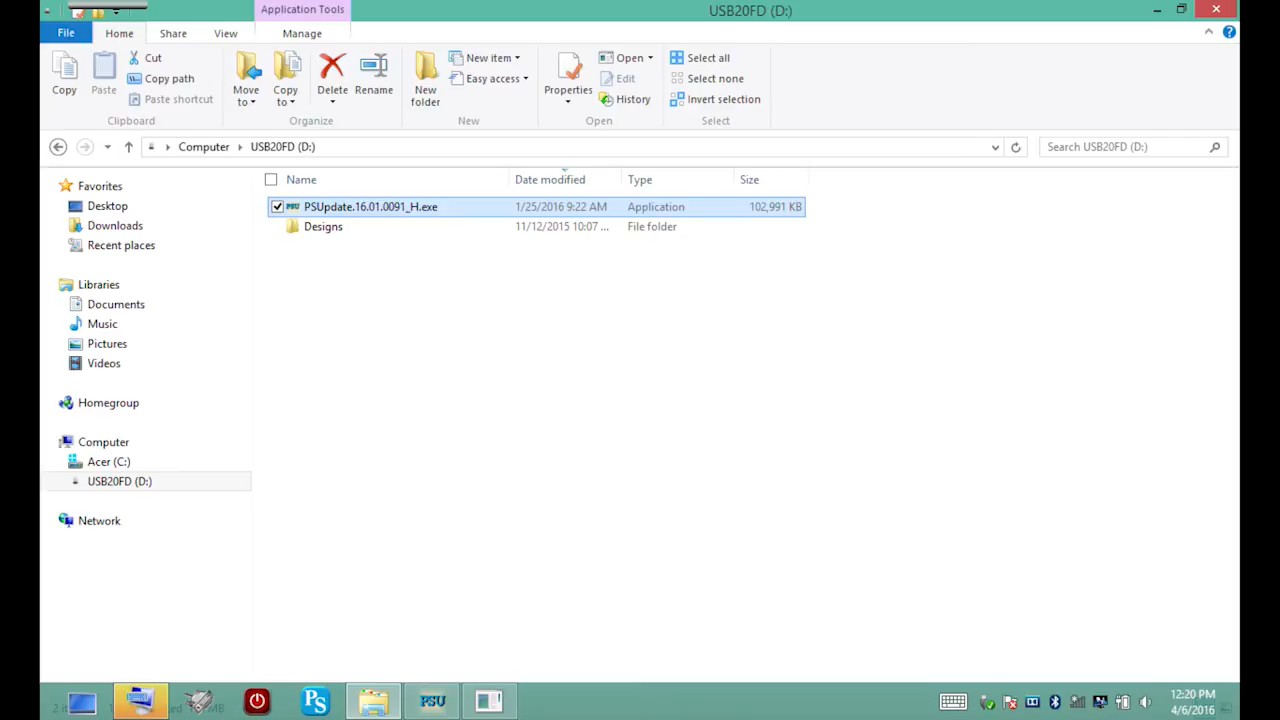 Application Tools
USB20FD (D:)
File
Home
Share
View
Manage
Copy
Paste
Cut
Copy path
Paste shortcut
Clipboard
Move to
Copy to
Delete
Rename
Organize
New folder
New item
Easy access
New
Properties
Open
Edit
History
Open
Select all
Select none
Invert selection
Select
Computer
USB20FD (D:)
Search USB20FD (D:)
Name
Date modified
Type
Size
PSU PSUpdate.16.01.0091_H.exe 1/25/2016 9:22 AM Application 102,991 KB
Designs 11/12/2015 10:07 ... File folder
Favorites
Desktop
Downloads
Recent places
Libraries
Documents
Music
Pictures
Videos
Homegroup
Computer
Acer (C:)
USB20FD (D:)
Network
PS
PSU
12:20 PM
4/6/2016